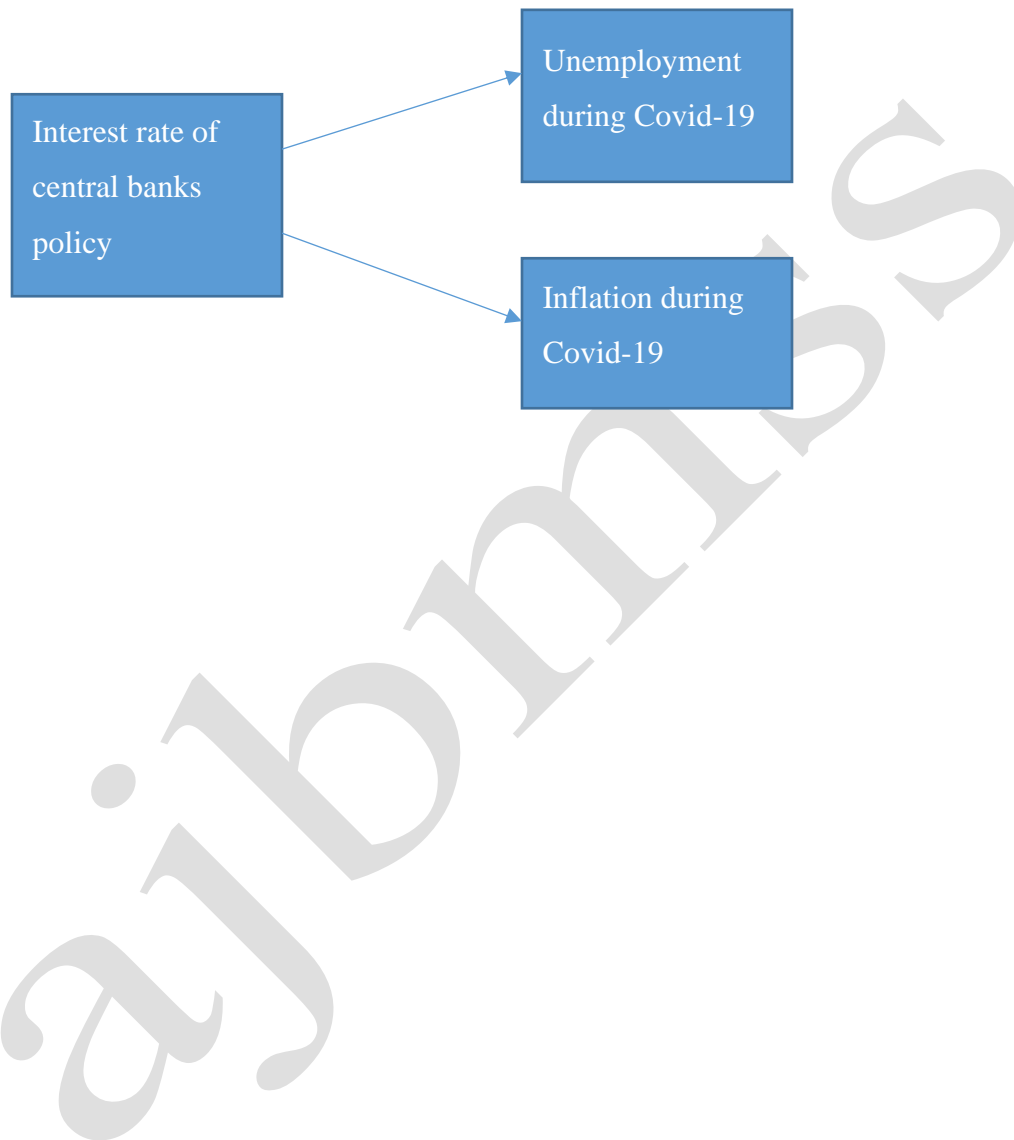 Unemployment
during Covid-19
Interest rate of
central banks
policy
Inflation during
Covid-19
ajbmss